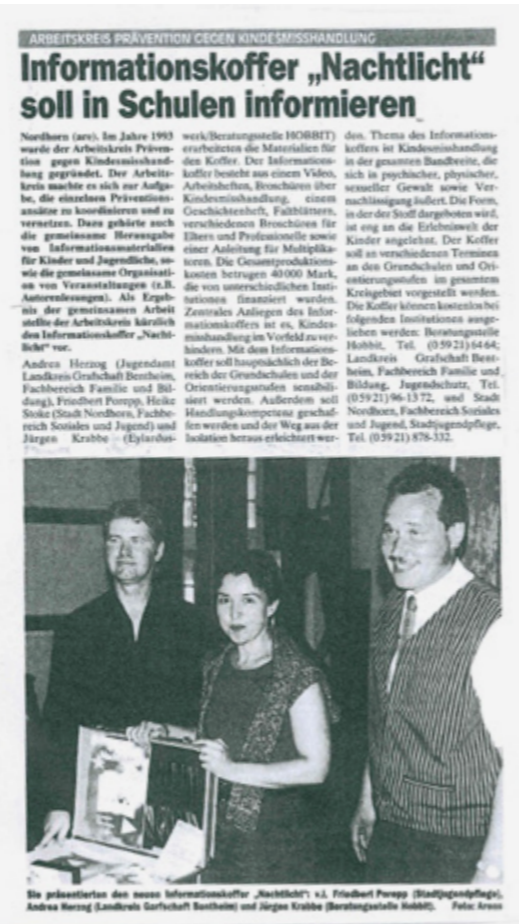 ARBEITSKREIS PRÄVENTION GEGEN KINDESMISSHANDLUNG
Informationskoffer „Nachtlicht“
soll in Schulen informieren
Nordhorn (aro). Im Jahre 1993
wurde der Arbeitskreis Präven-
tion gegen Kindesmisshand-
lung gegründet. Der Arbeits-
kreis machte es sich zur Aufga-
be, die einzelnen Präventions-
ansätze zu koordinieren und zu
vernetzen. Dazu gehörte auch
die gemeinsame Herausgabe
von Informationsmaterialien
für Kinder und Jugendliche, so-
wie die gemeinsame Organisati-
on von Veranstaltungen (z.B.
Autorenlesungen). Als Ergeb-
nis der gemeinsamen Arbeit
stellte der Arbeitskreis kürzlich
den Informationskoffer „Nacht-
licht“ vor.
Andrea Herzog (Jugendamt
Landkreis Grafschaft Bentheim,
Fachbereich Familie und Bil-
dung), Friedbert Porepp, Heike
Stoke (Stadt Nordhorn, Fachbe-
reich Soziales und Jugend) und
Jürgen Krabbe (Eylardus-
werk/Beratungsstelle HOBBIT)
erarbeiteten die Materialien für
den Koffer. Der Informations-
koffer besteht aus einem Video,
Arbeitsheften, Broschüren über
Kindesmisshandlung, einem
Geschichtenheft, Faltblättern,
verschiedenen Broschüren für
Eltern und Professionelle sowie
einer Anleitung für Multiplika-
toren. Die Gesamtproduktions-
kosten betrugen 40000 Mark,
die von unterschiedlichen Insti-
tutionen finanziert wurden.
Zentrales Anliegen des Infor-
mationskoffers ist es, Kindes-
misshandlung im Vorfeld zu ver-
hindern. Mit dem Informations-
koffer soll hauptsächlich der Be-
reich der Grundschulen und der
Orientierungsstufen sensibili-
siert werden. Außerdem soll
Handlungskompetenz geschaf-
fen werden und der Weg aus der
Isolation heraus erleichtert wer-
den. Thema des Informations-
koffers ist Kindesmisshandlung
in der gesamten Bandbreite, die
sich in psychischer, physischer,
sexueller Gewalt sowie Ver-
nachlässigung äußert. Die Form,
in der der Stoff dargeboten wird,
ist eng an die Erlebniswelt der
Kinder angelehnt. Der Koffer
soll an verschiedenen Terminen
an den Grundschulen und Ori-
entierungsstufen im gesamten
Kreisgebiet vorgestellt werden.
Die Koffer können kostenlos bei
folgenden Institutionen ausge-
liehen werden: Beratungsstelle
Hobbit, Tel. (05921) 6464;
Landkreis Grafschaft Bent-
heim, Fachbereich Familie und
Bildung, Jugendschutz, Tel.
(05921) 96-1372, und Stadt
Nordhorn, Fachbereich Soziales
und Jugend, Stadtjugendpflege,
Tel. (05921) 878-332.
Sie präsentierten den neuen Informationskoffer „Nachtlicht“: v.l. Friedbert Porepp (Stadtjugendpflege),
Andrea Herzog (Landkreis Garfschaft Bentheim) und Jürgen Krabbe (Beratungsstelle Hobbit). Foto: Aross